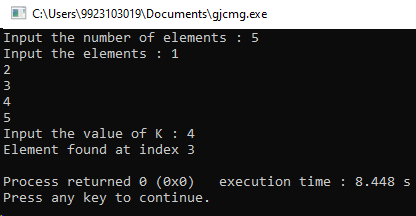 C:\Users\9923103019\Documents\gjcmg.exe
Input the number of elements : 5
Input the elements : 1
2
3
4
5
Input the value of K : 4
Element found at index 3
Process returned 0 (0x0)   execution time : 8.448 s
Press any key to continue.